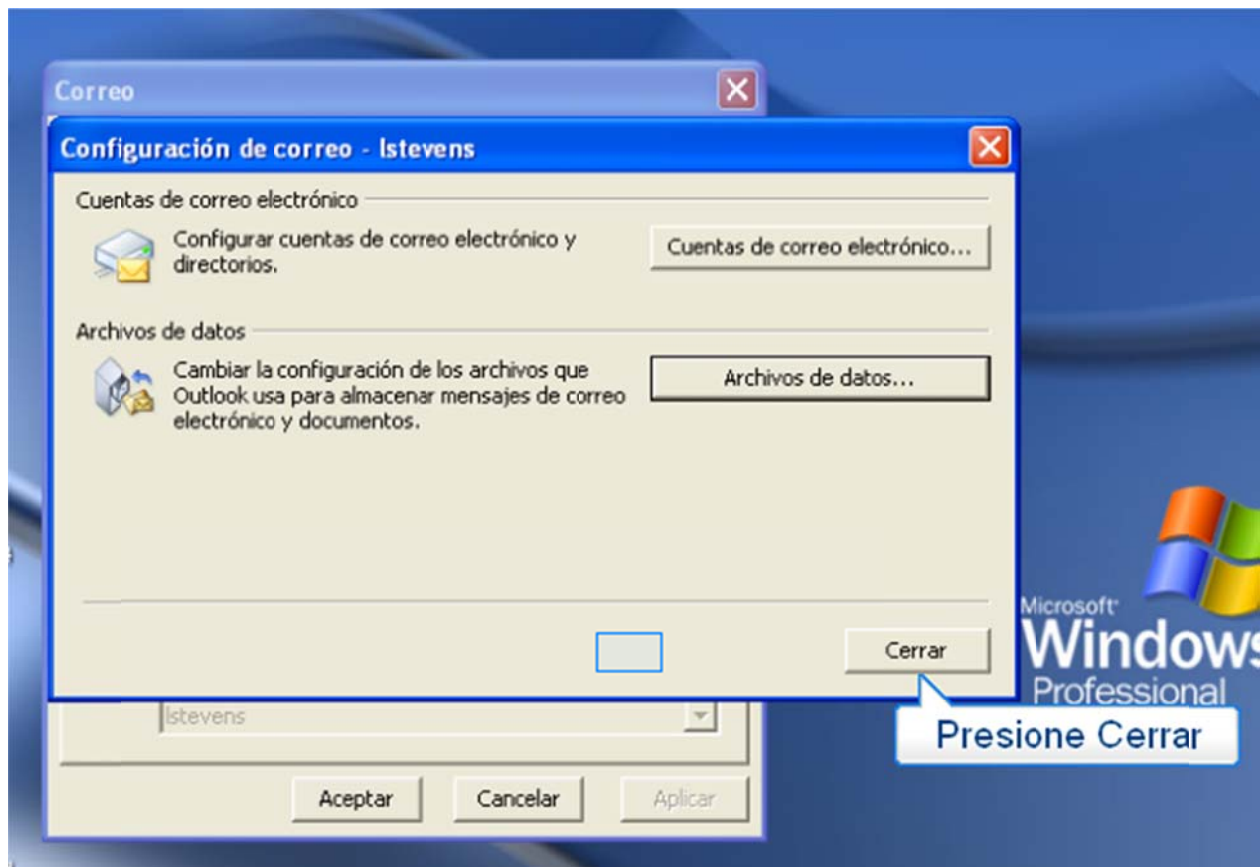 Correo
Configuración de correo - lstevens
Cuentas de correo electrónico
Configurar cuentas de correo electrónico y
directorios.
Cuentas de correo electrónico...
Archivos de datos
Cambiar la configuración de los archivos que
Outlook usa para almacenar mensajes de correo
electrónico y documentos.
Archivos de datos...
Cerrar
Microsoft
Windows
Professional
lstevens
Presione Cerrar
Aceptar
Cancelar
Aplicar